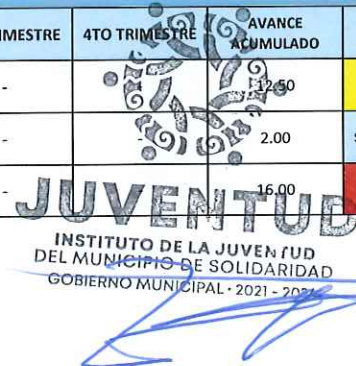 IMESTRE 4TO TRIMESTRE AVANCE ACUMULADO
- 12.50
- - 2.00
- 16.00
JUVENTUD
INSTITUTO DE LA JUVENTUD
DEL MUNICIPIO DE SOLIDARIDAD
GOBIERNO MUNICIPAL · 2021 - 2024